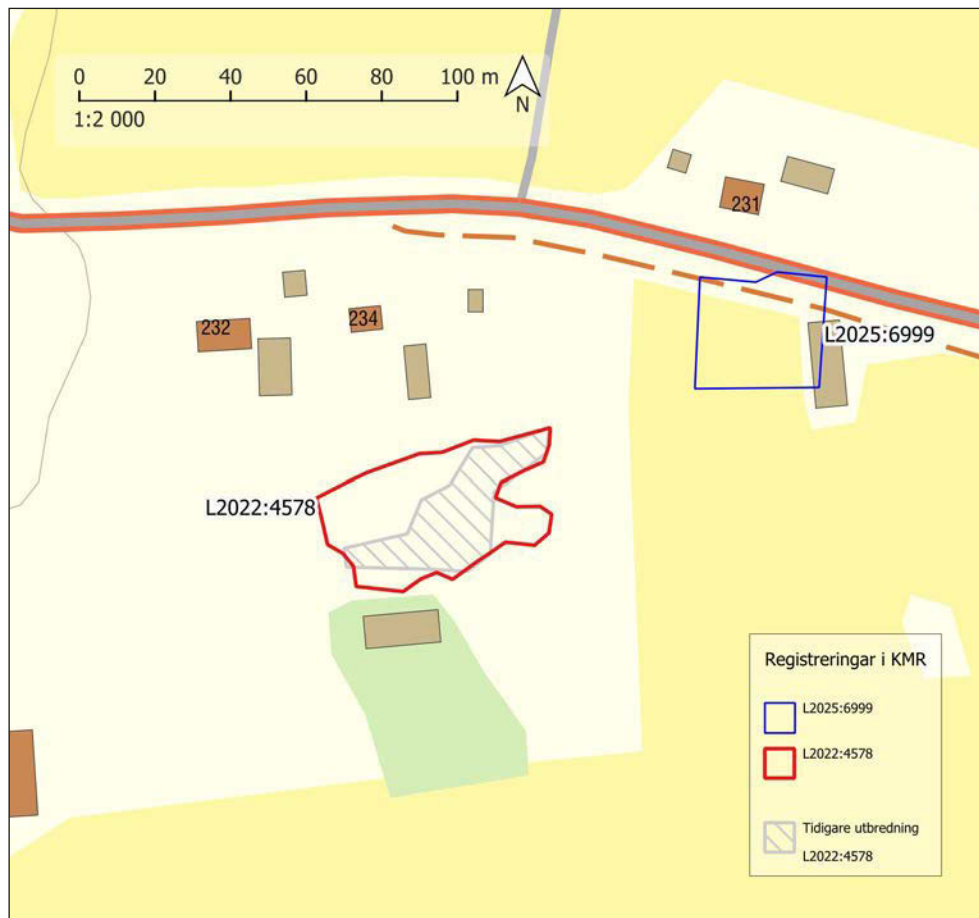 0 20 40 60 80 100 m
N
1:2 000
231
232
234
L2025:6999
L2022:4578
Registreringar i KMR
L2025:6999
L2022:4578
Tidigare utbredning
L2022:4578